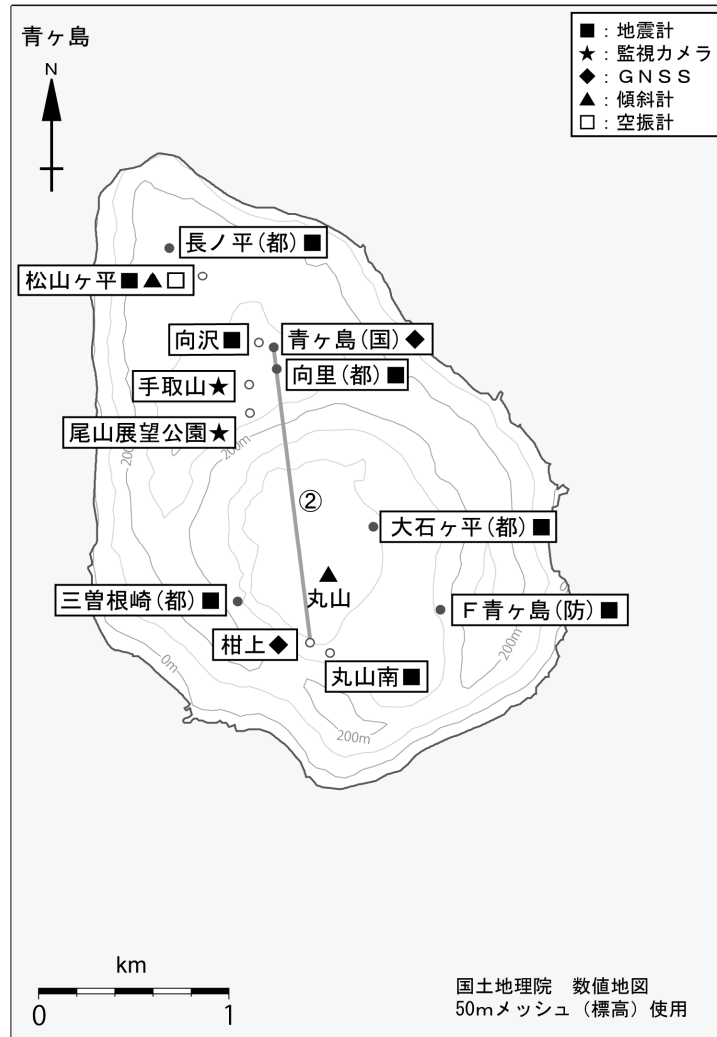 青ヶ島
N
■：地震計
★：監視カメラ
◆：ＧＮＳＳ
▲：傾斜計
□：空振計
長ノ平(都)■
松山ヶ平■▲□
向沢■
青ヶ島(国)◆
向里(都)■
手取山★
尾山展望公園★
200m
200m
②
大石ヶ平(都)■
丸山
0m
三曽根崎(都)■
Ｆ青ヶ島(防)■
柑上◆
丸山南■
0m
200m
200m
km
0 1
国土地理院　数値地図
50mメッシュ（標高）使用